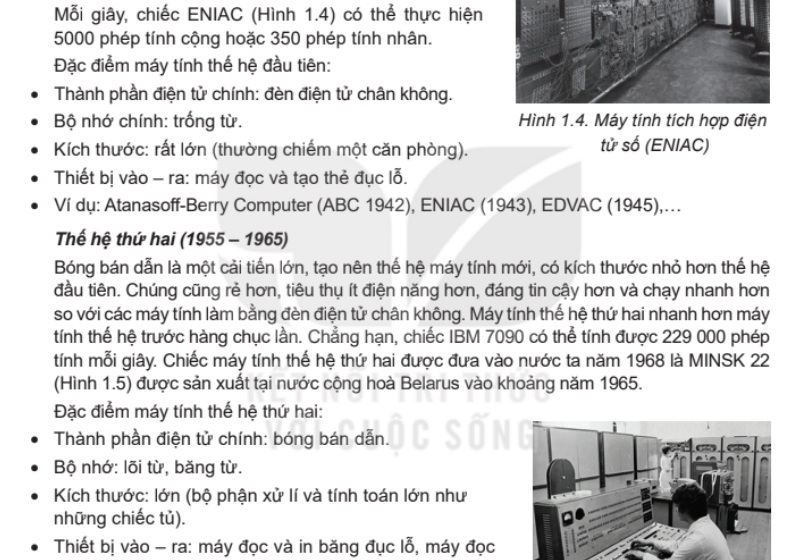 Mỗi giây, chiếc ENIAC (Hình 1.4) có thể thực hiện
5000 phép tính cộng hoặc 350 phép tính nhân.
Đặc điểm máy tính thế hệ đầu tiên:
• Thành phần điện tử chính: đèn điện tử chân không.
• Bộ nhớ chính: trống từ.
• Kích thước: rất lớn (thường chiếm một căn phòng).
• Thiết bị vào – ra: máy đọc và tạo thẻ đục lỗ.
• Ví dụ: Atanasoff-Berry Computer (ABC 1942), ENIAC (1943), EDVAC (1945),…
Hình 1.4. Máy tính tích hợp điện
tử số (ENIAC)
Thế hệ thứ hai (1955 – 1965)
Bóng bán dẫn là một cải tiến lớn, tạo nên thế hệ máy tính mới, có kích thước nhỏ hơn thế hệ
đầu tiên. Chúng cũng rẻ hơn, tiêu thụ ít điện năng hơn, đáng tin cậy hơn và chạy nhanh hơn
so với các máy tính làm bằng đèn điện tử chân không. Máy tính thế hệ thứ hai nhanh hơn máy
tính thế hệ trước hàng chục lần. Chẳng hạn, chiếc IBM 7090 có thể tính được 229 000 phép
tính mỗi giây. Chiếc máy tính thế hệ thứ hai được đưa vào nước ta năm 1968 là MINSK 22
(Hình 1.5) được sản xuất tại nước cộng hoà Belarus vào khoảng năm 1965.
KẾT NỐI TRI THỨC
VỚI CUỘC SỐNG
Đặc điểm máy tính thế hệ thứ hai:
• Thành phần điện tử chính: bóng bán dẫn.
• Bộ nhớ: lõi từ, băng từ.
• Kích thước: lớn (bộ phận xử lí và tính toán lớn như
những chiếc tủ).
• Thiết bị vào – ra: máy đọc và in băng đục lỗ, máy đọc